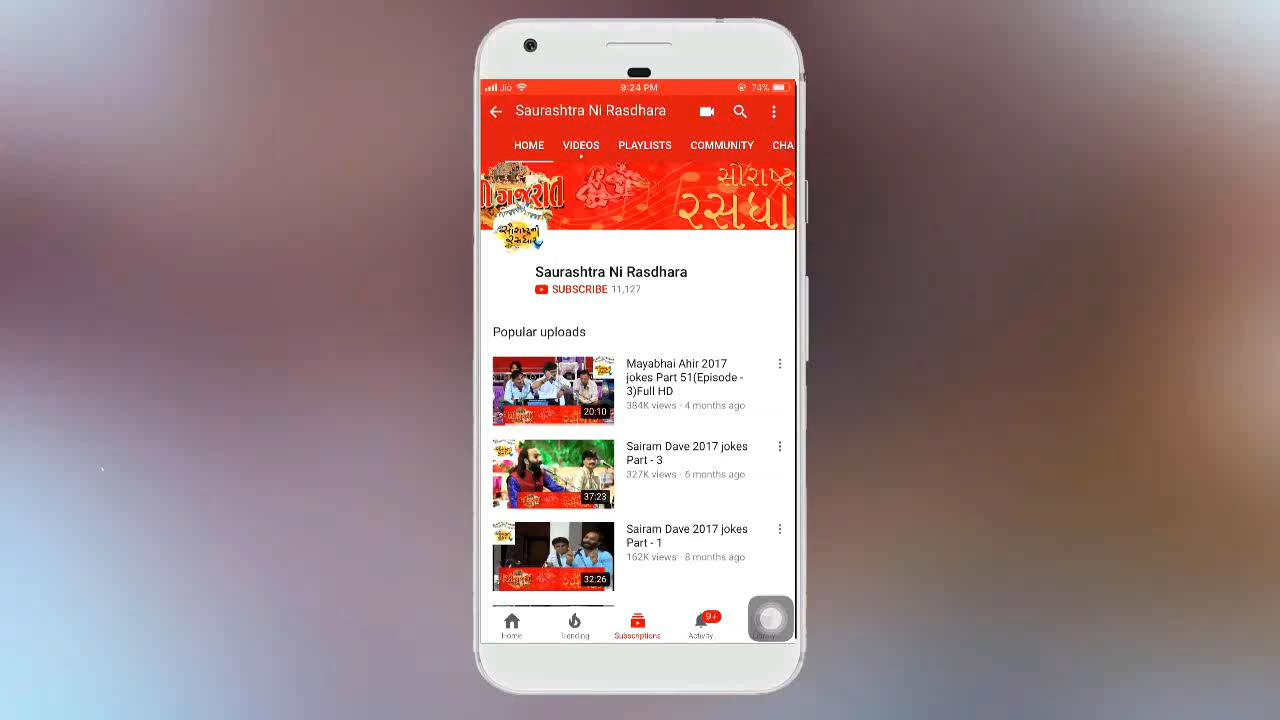 Jio
9:24 PM
74%
Saurashtra Ni Rasdhara
HOME VIDEOS PLAYLISTS COMMUNITY CHA
ગુજરાતી
સૌરાષ્ટ્ર
રસધા
સૌરાષ્ટ્રની
રસધાર
Saurashtra Ni Rasdhara
SUBSCRIBE 11,127
Popular uploads
Mayabhai Ahir 2017
jokes Part 51(Episode -
3)Full HD
384K views · 4 months ago
20:10
Sairam Dave 2017 jokes
Part - 3
327K views · 6 months ago
37:23
Sairam Dave 2017 jokes
Part - 1
162K views · 8 months ago
32:26
9+
Home Trending Subscriptions Activity Library